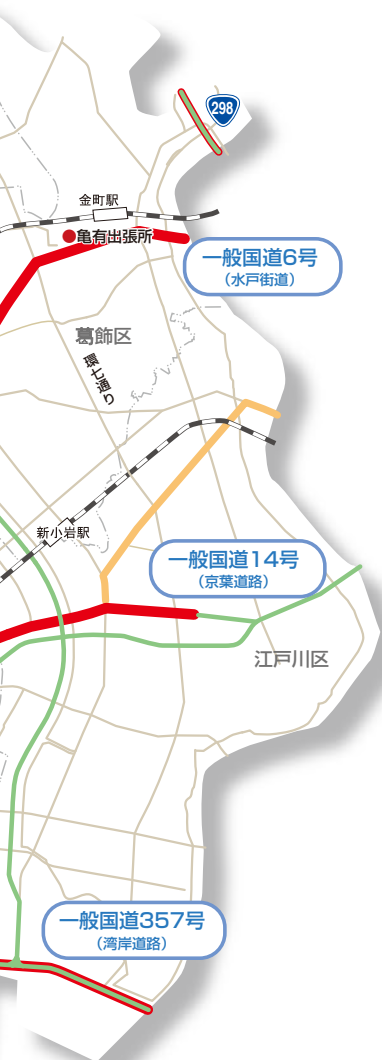 298
金町駅
亀有出張所
一般国道6号
（水戸街道）
葛飾区
環七通り
新小岩駅
一般国道14号
（京葉道路）
江戸川区
一般国道357号
（湾岸道路）